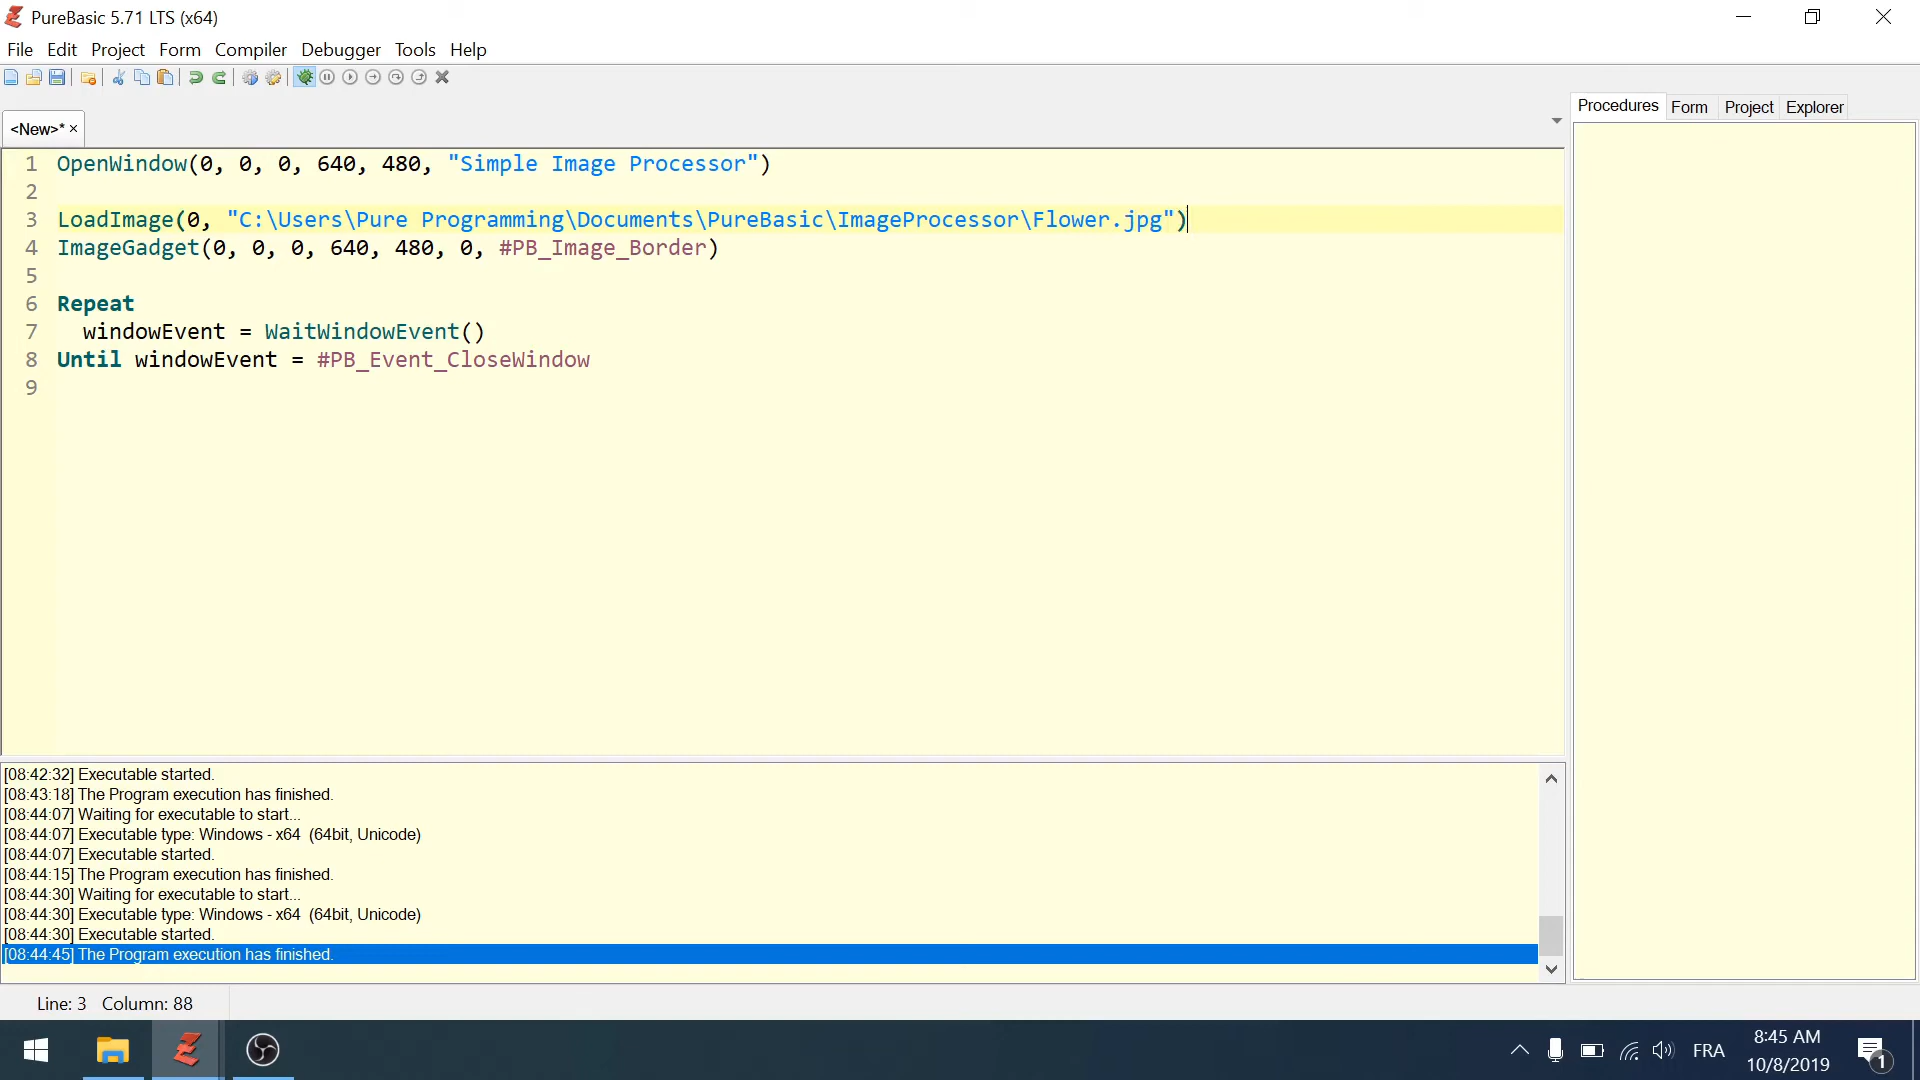 PureBasic 5.71 LTS (x64)
File Edit Project Form Compiler Debugger Tools Help
<New>* ×
Procedures Form Project Explorer
1 OpenWindow(0, 0, 0, 640, 480, "Simple Image Processor")
2
3 LoadImage(0, "C:\Users\Pure Programming\Documents\PureBasic\ImageProcessor\Flower.jpg")
4 ImageGadget(0, 0, 0, 640, 480, 0, #PB_Image_Border)
5
6 Repeat
7 windowEvent = WaitWindowEvent()
8 Until windowEvent = #PB_Event_CloseWindow
9
[08:42:32] Executable started.
[08:43:18] The Program execution has finished.
[08:44:07] Waiting for executable to start...
[08:44:07] Executable type: Windows - x64 (64bit, Unicode)
[08:44:07] Executable started.
[08:44:15] The Program execution has finished.
[08:44:30] Waiting for executable to start...
[08:44:30] Executable type: Windows - x64 (64bit, Unicode)
[08:44:30] Executable started.
[08:44:45] The Program execution has finished.
Line: 3 Column: 88
FRA
8:45 AM
10/8/2019
1